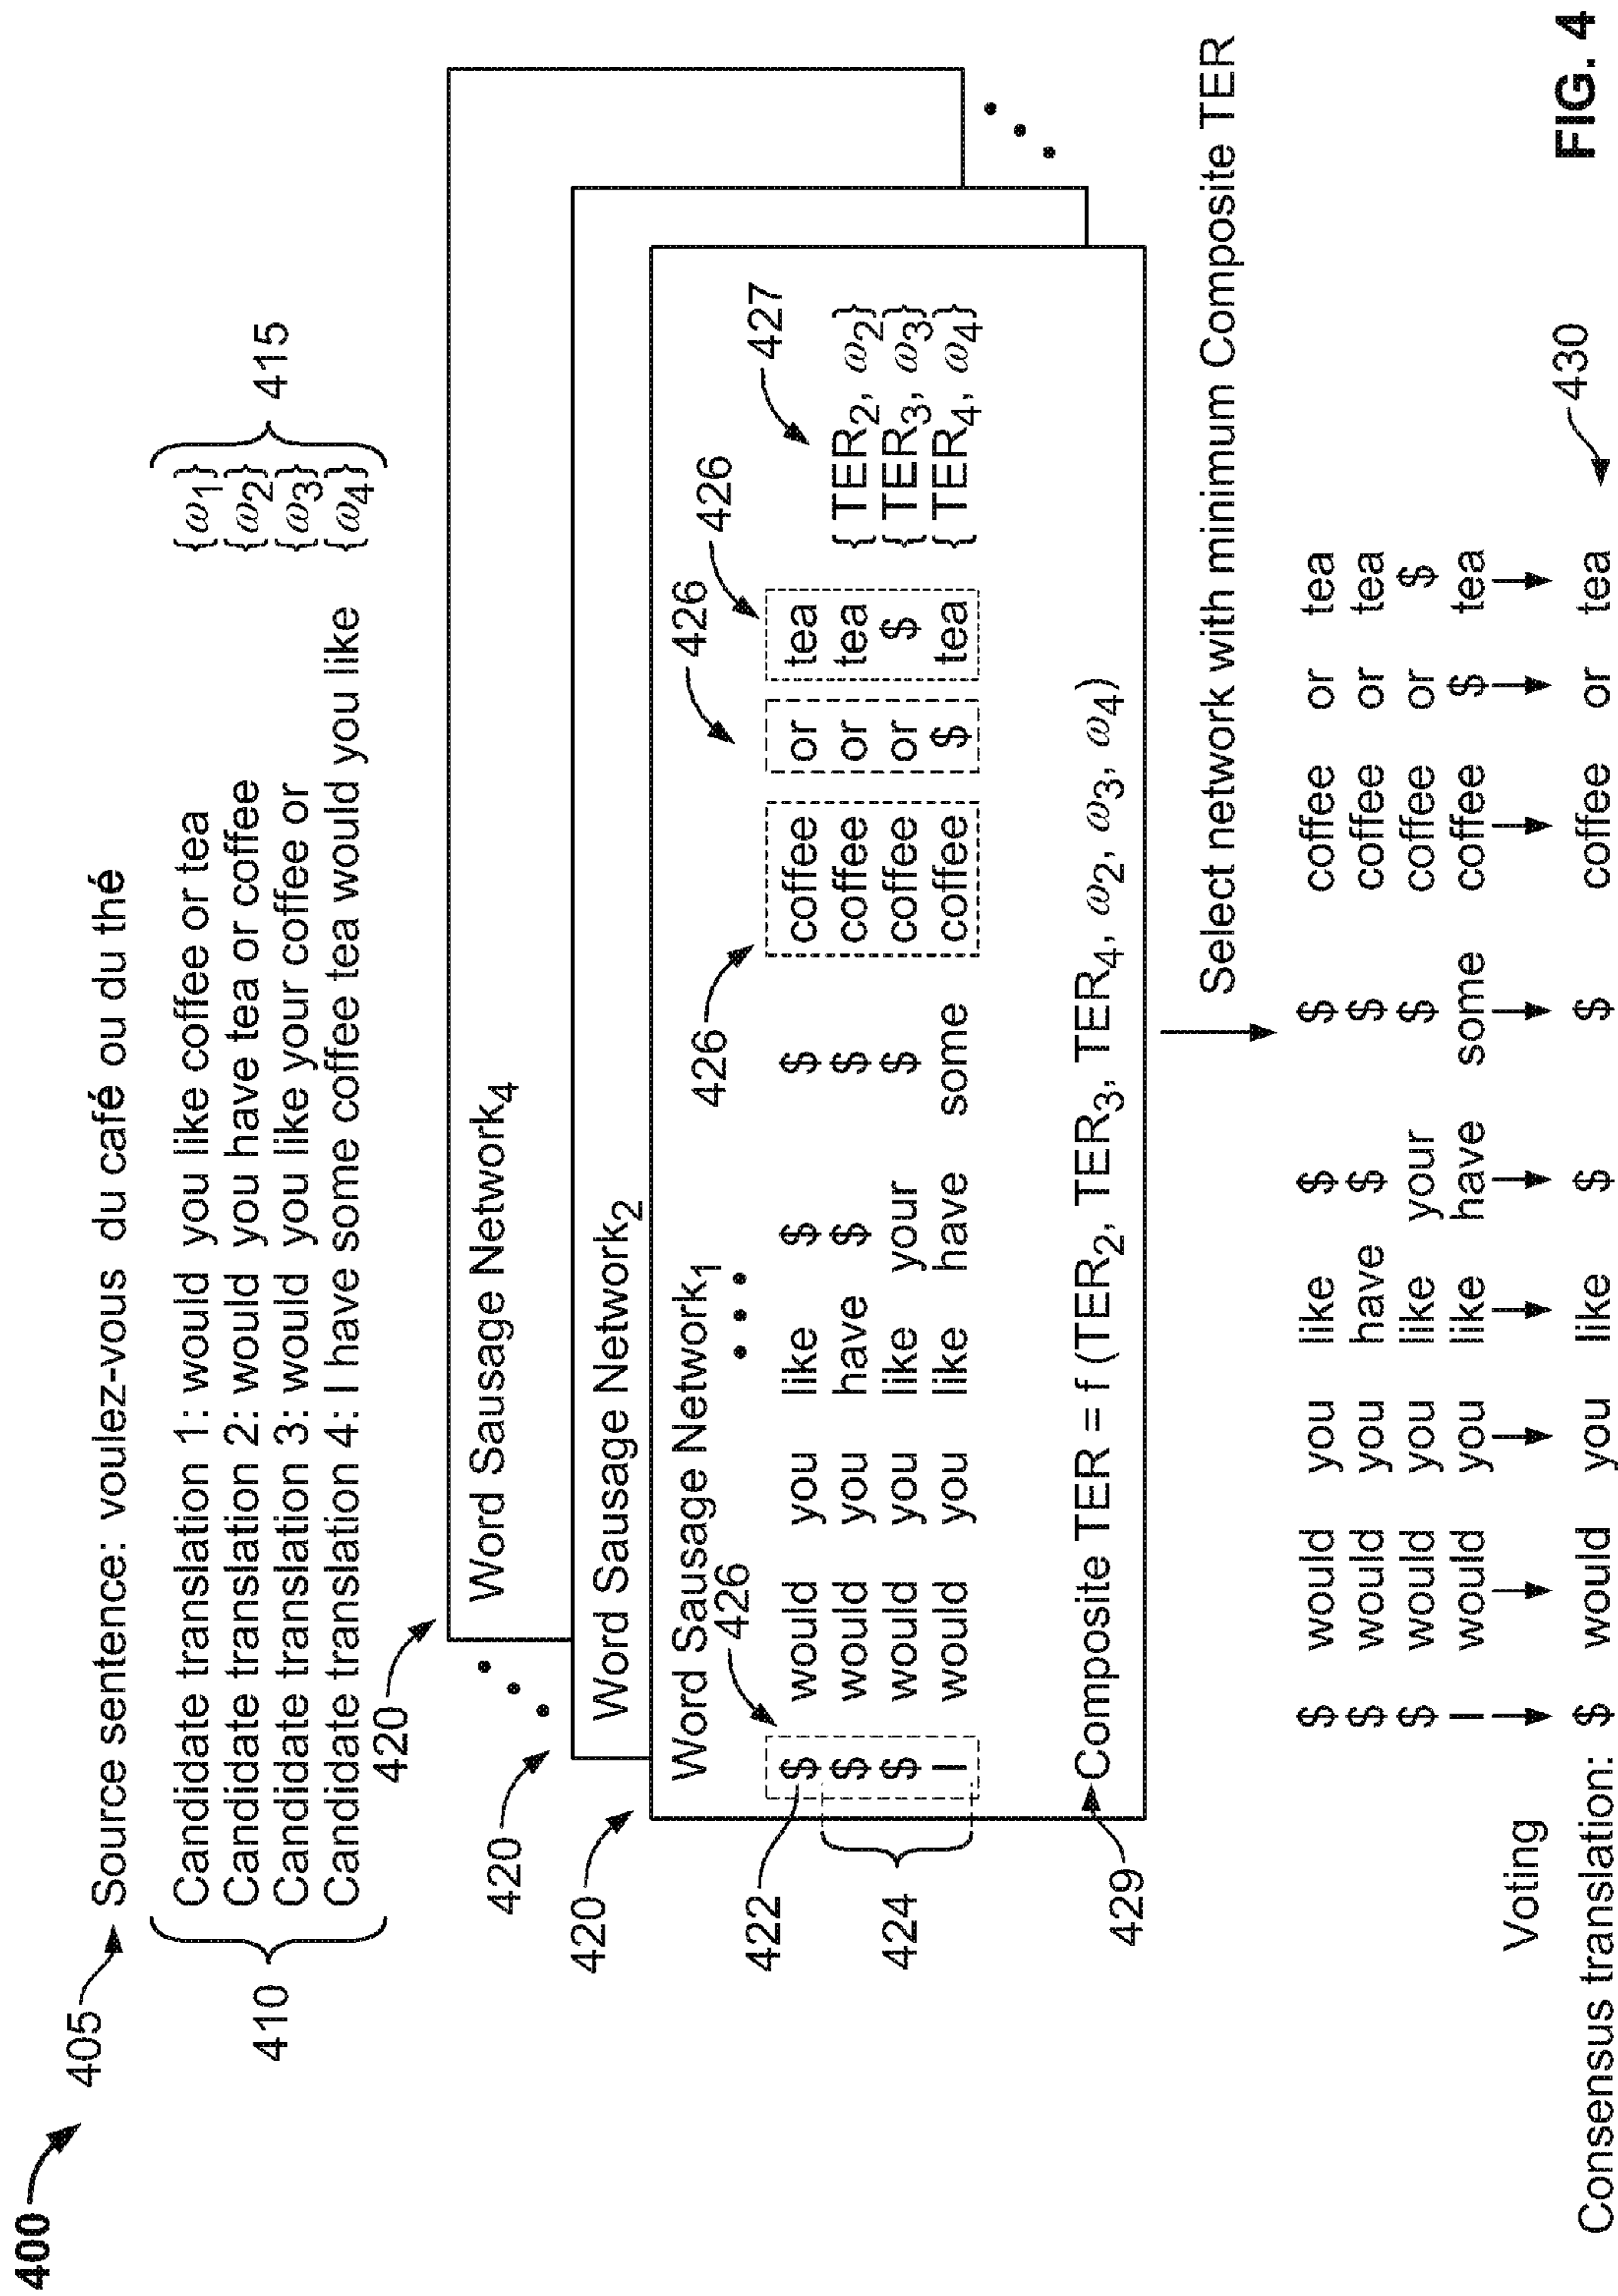 400
405 Source sentence: voulez-vous du café ou du thé
Candidate translation 1: would you like coffee or tea {ω1}
Candidate translation 2: would you have tea or coffee {ω2}
Candidate translation 3: would you like your coffee or {ω3}
Candidate translation 4: I have some coffee tea would you like {ω4}
410
415
420
Word Sausage Network4
420
Word Sausage Network2
420
Word Sausage Network1
426 426 426 426 427
422
424
$ would you like $ $ coffee or tea
$ would you have $ $ coffee or tea { TER2, ω2}
$ would you like your $ coffee or $ { TER3, ω3}
I would you like have some coffee $ tea { TER4, ω4}
429 Composite TER = f (TER2, TER3, TER4, ω2, ω3, ω4)
Select network with minimum Composite TER
$ would you like $ $ coffee or tea
$ would you have $ $ coffee or tea
$ would you like your $ coffee or $
I would you like have some coffee $ tea
Voting
Consensus translation: $ would you like $ $ coffee or tea
430
FIG. 4